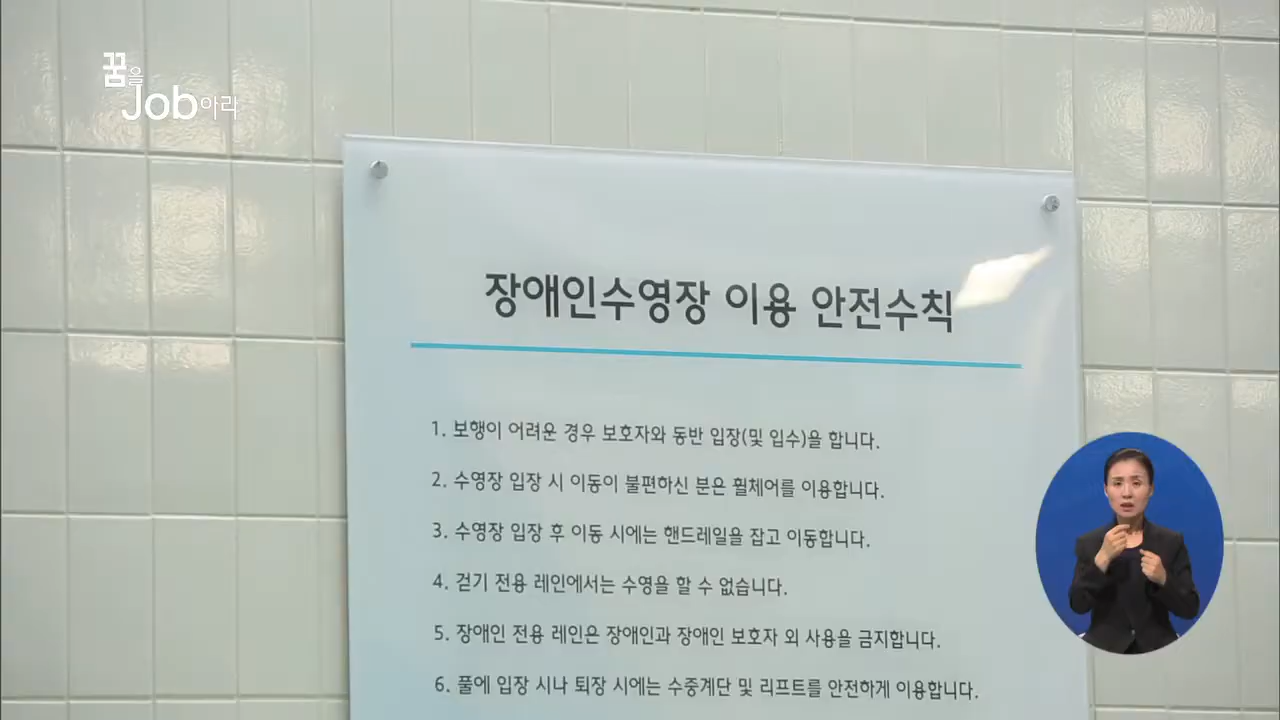 꿈을
Job아라
장애인수영장 이용 안전수칙
1. 보행이 어려운 경우 보호자와 동반 입장(및 입수)을 합니다.
2. 수영장 입장 시 이동이 불편하신 분은 휠체어를 이용합니다.
3. 수영장 입장 후 이동 시에는 핸드레일을 잡고 이동합니다.
4. 걷기 전용 레인에서는 수영을 할 수 없습니다.
5. 장애인 전용 레인은 장애인과 장애인 보호자 외 사용을 금지합니다.
6. 풀에 입장 시나 퇴장 시에는 수중계단 및 리프트를 안전하게 이용합니다.